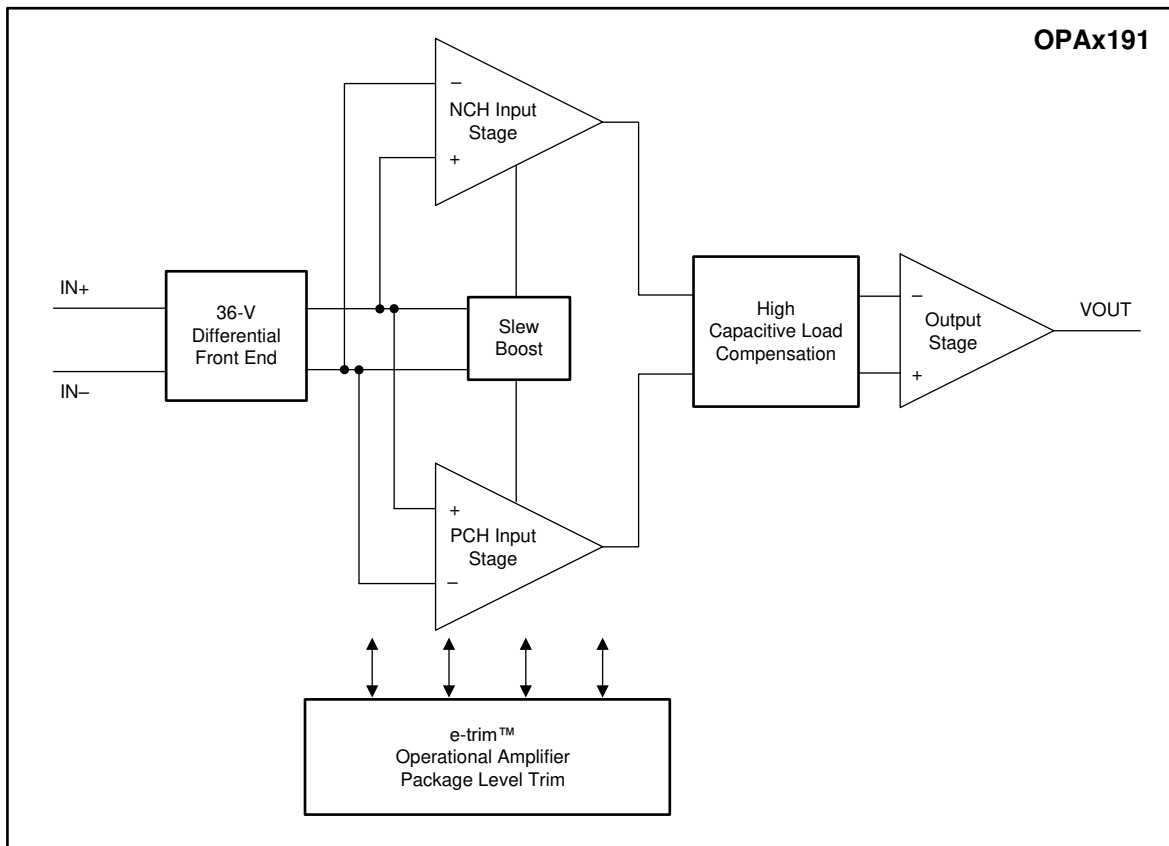 OPAx191
−
NCH Input
Stage
+
IN+
36-V
Differential
Front End
IN−
Slew
Boost
High
Capacitive Load
Compensation
−
Output
Stage
+
VOUT
+
PCH Input
Stage
−
e-trim™
Operational Amplifier
Package Level Trim